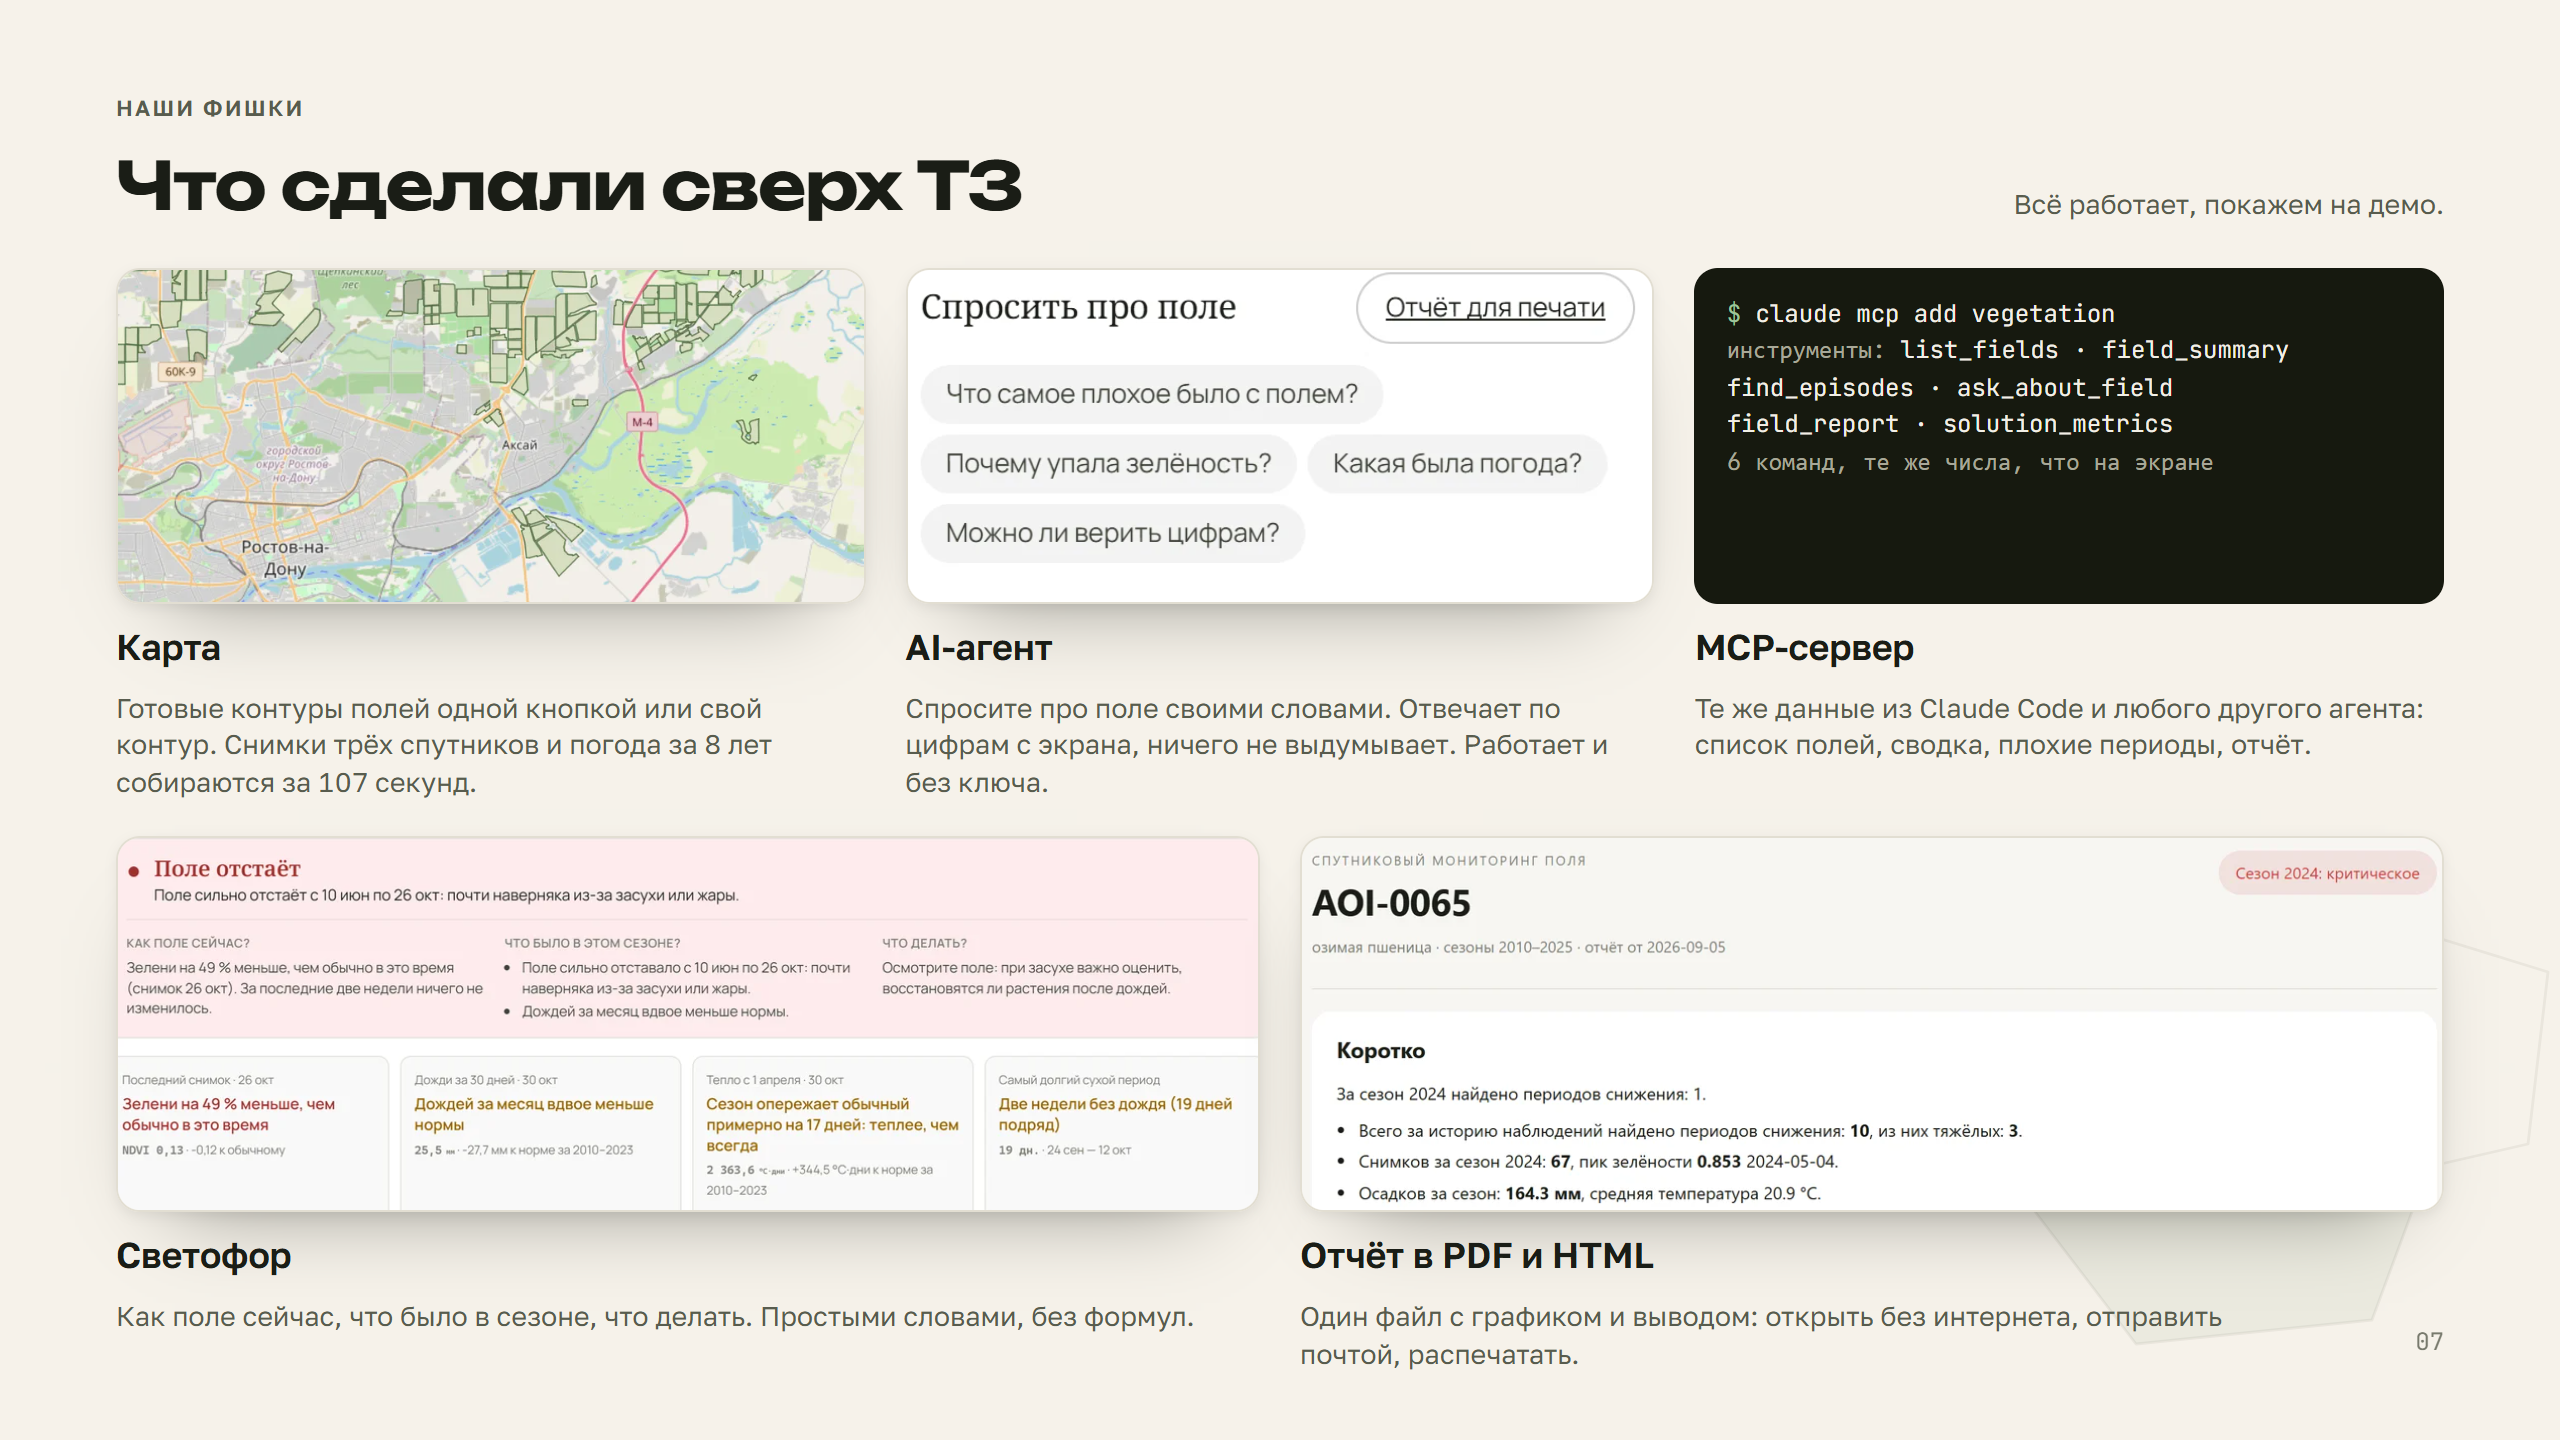 НАШИ ФИШКИ
Что сделали сверх ТЗ
Всё работает, покажем на демо.
Щепкинский
лес
60К-9
М-4
Аксай
городской
округ Ростов-
на-Дону
Ростов-на-
Дону
Спросить про поле
Отчёт для печати
Что самое плохое было с полем?
Почему упала зелёность?
Какая была погода?
Можно ли верить цифрам?
$ claude mcp add vegetation
инструменты: list_fields · field_summary
find_episodes · ask_about_field
field_report · solution_metrics
6 команд, те же числа, что на экране
Карта
Готовые контуры полей одной кнопкой или свой
контур. Снимки трёх спутников и погода за 8 лет
собираются за 107 секунд.
AI-агент
Спросите про поле своими словами. Отвечает по
цифрам с экрана, ничего не выдумывает. Работает и
без ключа.
MCP-сервер
Те же данные из Claude Code и любого другого агента:
список полей, сводка, плохие периоды, отчёт.
Поле отстаёт
Поле сильно отстаёт с 10 июн по 26 окт: почти наверняка из-за засухи или жары.
КАК ПОЛЕ СЕЙЧАС?
Зелени на 49 % меньше, чем обычно в это время
(снимок 26 окт). За последние две недели ничего не
изменилось.
ЧТО БЫЛО В ЭТОМ СЕЗОНЕ?
• Поле сильно отставало с 10 июн по 26 окт: почти
наверняка из-за засухи или жары.
• Дождей за месяц вдвое меньше нормы.
ЧТО ДЕЛАТЬ?
Осмотрите поле: при засухе важно оценить,
восстановятся ли растения после дождей.
Последний снимок · 26 окт
Зелени на 49 % меньше, чем
обычно в это время
NDVI 0,13 · -0,12 к обычному
Дожди за 30 дней · 30 окт
Дождей за месяц вдвое меньше
нормы
25,5 мм · -27,7 мм к норме за 2010–2023
Тепло с 1 апреля · 30 окт
Сезон опережает обычный
примерно на 17 дней: теплее, чем
всегда
2 363,6 °С·дни · +344,5 °С·дни к норме за
2010–2023
Самый долгий сухой период
Две недели без дождя (19 дней
подряд)
19 дн. · 24 сен — 12 окт
СПУТНИКОВЫЙ МОНИТОРИНГ ПОЛЯ
AOI-0065
озимая пшеница · сезоны 2010–2025 · отчёт от 2026-09-05
Сезон 2024: критическое
Коротко
За сезон 2024 найдено периодов снижения: 1.
• Всего за историю наблюдений найдено периодов снижения: 10, из них тяжёлых: 3.
• Снимков за сезон 2024: 67, пик зелёности 0.853 2024-05-04.
• Осадков за сезон: 164.3 мм, средняя температура 20.9 °С.
Светофор
Как поле сейчас, что было в сезоне, что делать. Простыми словами, без формул.
Отчёт в PDF и HTML
Один файл с графиком и выводом: открыть без интернета, отправить
почтой, распечатать.
07